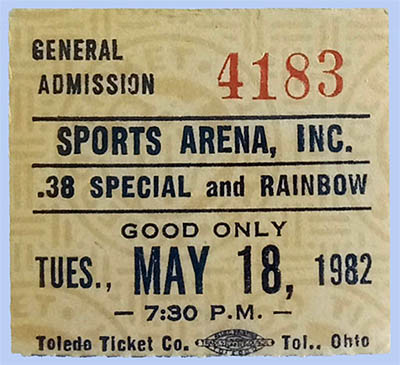 GENERAL
ADMISSION
4183
SPORTS ARENA, INC.
.38 SPECIAL and RAINBOW
GOOD ONLY
TUES., MAY 18, 1982
— 7:30 P.M. —
Toledo Ticket Co. Tol., Ohio